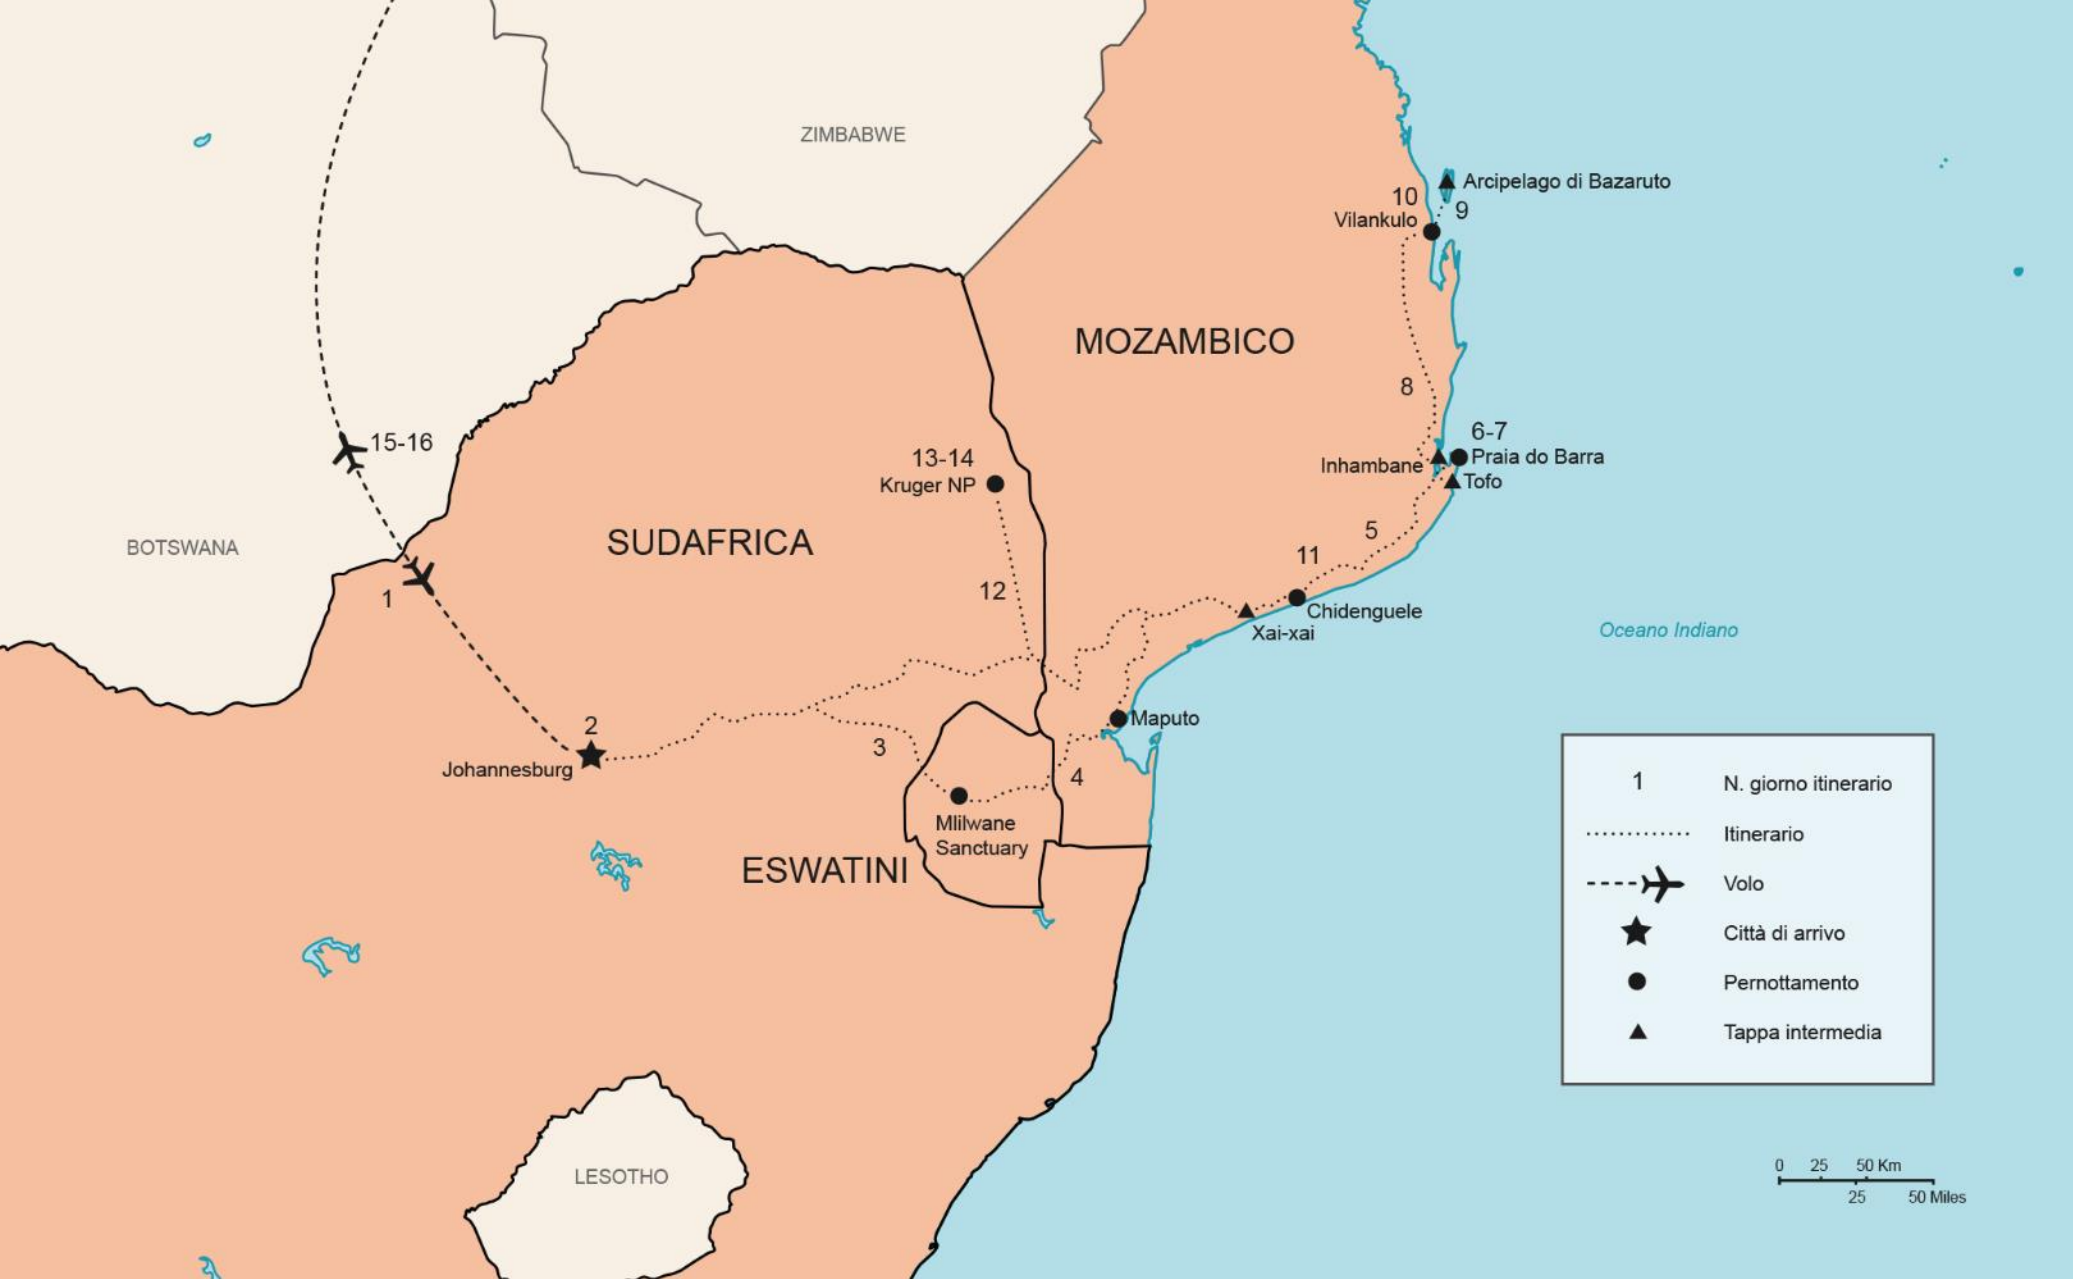 ZIMBABWE
Arcipelago di Bazaruto
10
9
Vilankulo
MOZAMBICO
8
15-16
6-7
13-14
Inhambane
Praia do Barra
Kruger NP
Tofo
5
BOTSWANA
SUDAFRICA
11
12
1
Chidenguele
Xai-xai
Oceano Indiano
2
Maputo
3
Johannesburg
4
Mlilwane
Sanctuary
ESWATINI
1 N. giorno itinerario
Itinerario
Volo
Città di arrivo
Pernottamento
Tappa intermedia
LESOTHO
0 25 50 Km
25 50 Miles